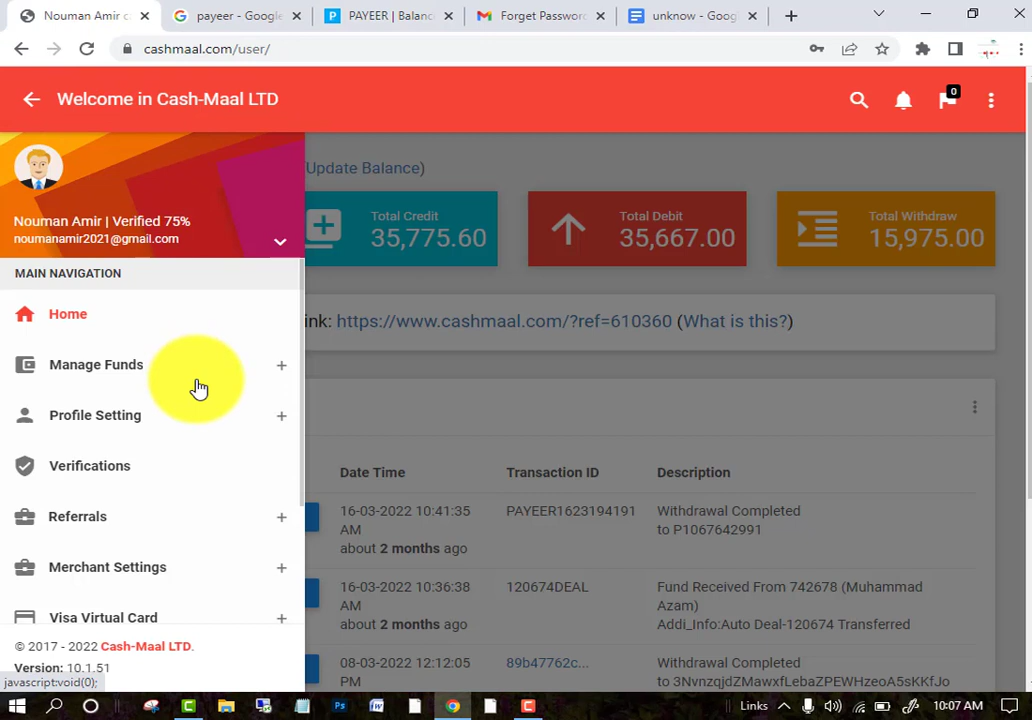 Nouman Amir c
payeer - Google
PAYEER | Balanc
Forget Password
unknow - Goog
cashmaal.com/user/
Welcome in Cash-Maal LTD
0
Nouman Amir | Verified 75%
noumanamir2021@gmail.com
MAIN NAVIGATION
Home
Manage Funds
Profile Setting
Verifications
Referrals
Merchant Settings
Visa Virtual Card
© 2017 - 2022 Cash-Maal LTD.
Version: 10.1.51
javascript:void(0);
(Update Balance)
Total Credit
35,775.60
Total Debit
35,667.00
Total Withdraw
15,975.00
ink: https://www.cashmaal.com/?ref=610360 (What is this?)
Date Time Transaction ID Description
16-03-2022 10:41:35 PAYEER1623194191 Withdrawal Completed
AM to P1067642991
about 2 months ago
16-03-2022 10:36:38 120674DEAL Fund Received From 742678 (Muhammad
AM Azam)
about 2 months ago Addi_Info:Auto Deal-120674 Transferred
08-03-2022 12:12:05 89b47762c... Withdrawal Completed
PM to 3NvnzqjdZMawxfLebaZPEWHzeoAsKKfJo
Links
10:07 AM